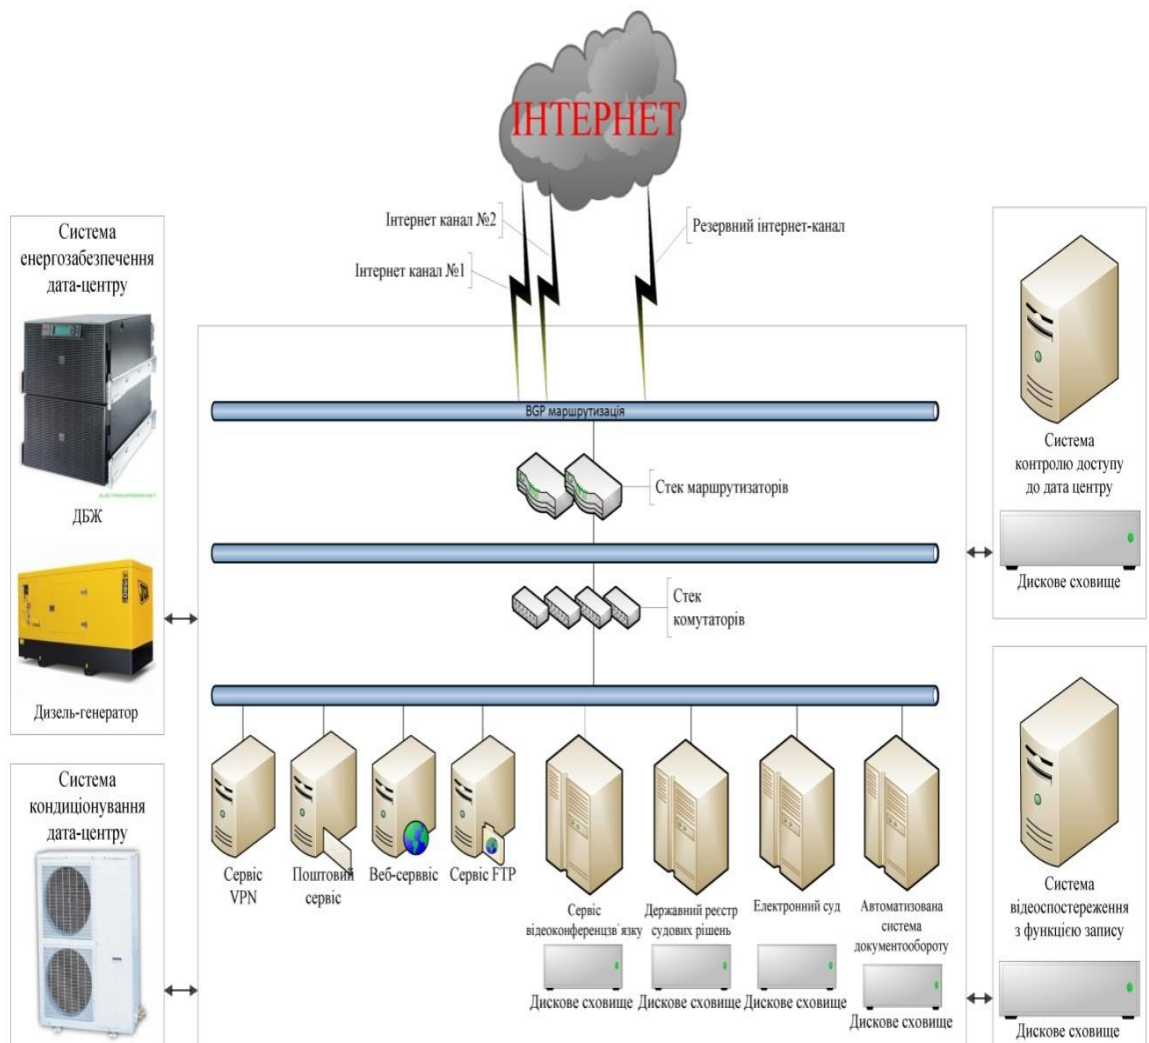 ІНТЕРНЕТ
Інтернет канал №2
Інтернет канал №1
Резервний інтернет-канал
Система
енергозабезпечення
дата-центру
ДБЖ
Дизель-генератор
Система
кондиціонування
дата-центру
BGP маршрутизація
Стек маршрутизаторів
Стек
комутаторів
Сервіс
VPN
Поштовий
сервіс
Веб-серввіс
Сервіс FTP
Сервіс
відеоконференцзв`язку
Дискове сховище
Державний реєстр
судових рішень
Дискове сховище
Електронний суд
Дискове сховище
Автоматизована
система
документообороту
Дискове сховище
Система
контролю доступу
до дата центру
Дискове сховище
Система
відеоспостереження
з функцією запису
Дискове сховище